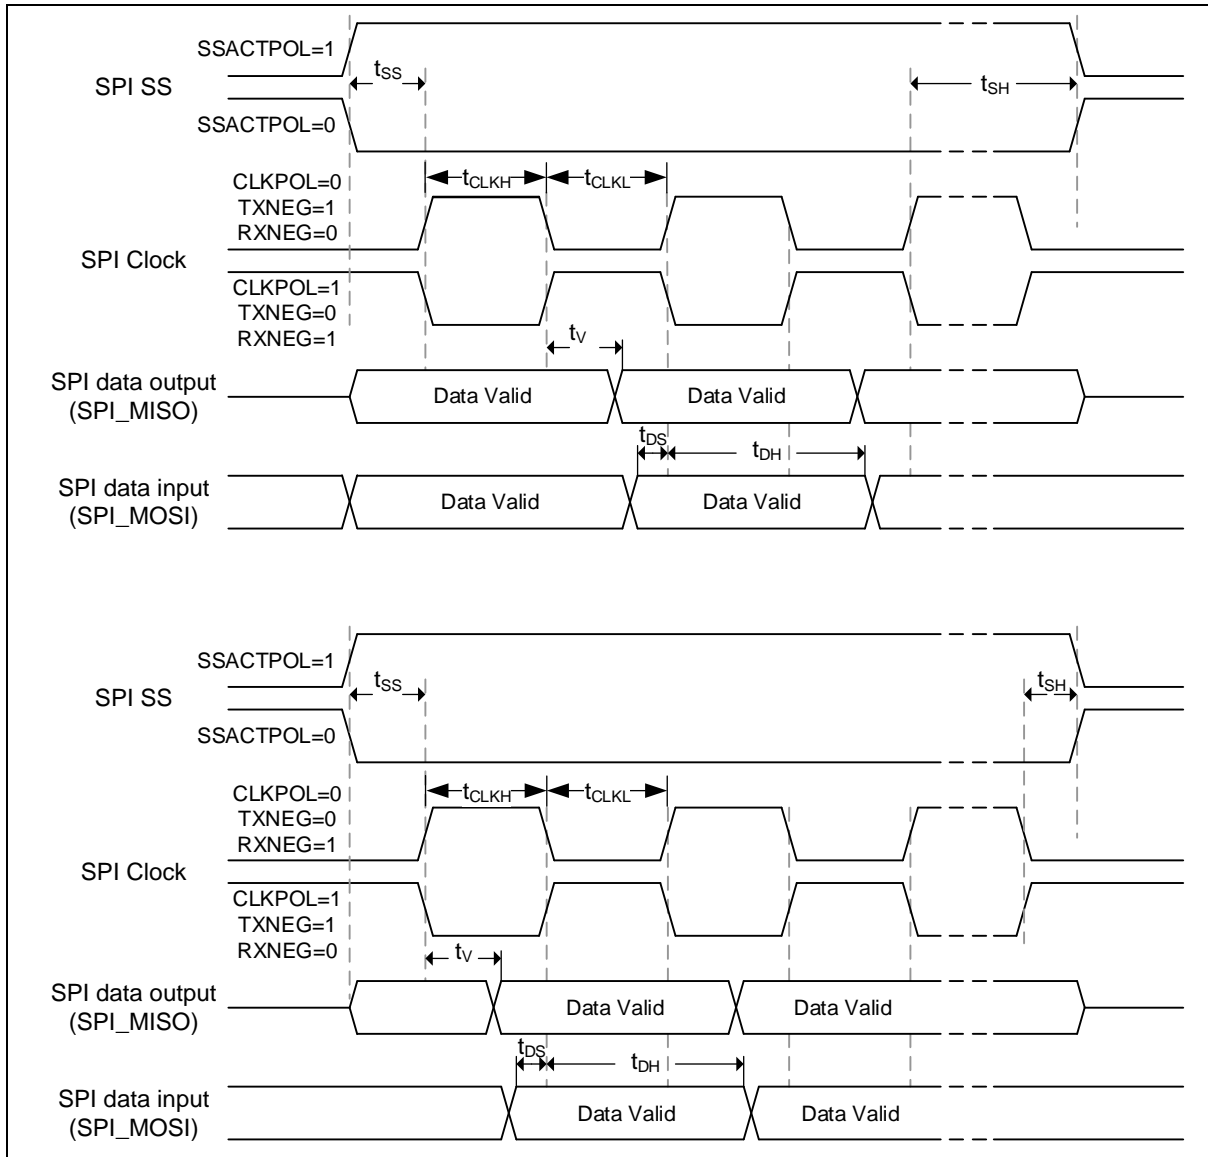 SSACTPOL=1
tSS
SPI SS
tSH
SSACTPOL=0
CLKPOL=0
TXNEG=1
RXNEG=0
tCLKH
tCLKL
SPI Clock
CLKPOL=1
TXNEG=0
RXNEG=1
tV
SPI data output
(SPI_MISO)
Data Valid
Data Valid
tDS
tDH
SPI data input
(SPI_MOSI)
Data Valid
Data Valid
SSACTPOL=1
tSS
SPI SS
tSH
SSACTPOL=0
CLKPOL=0
TXNEG=0
RXNEG=1
tCLKH
tCLKL
SPI Clock
CLKPOL=1
TXNEG=1
RXNEG=0
tV
SPI data output
(SPI_MISO)
Data Valid
Data Valid
tDS
tDH
SPI data input
(SPI_MOSI)
Data Valid
Data Valid